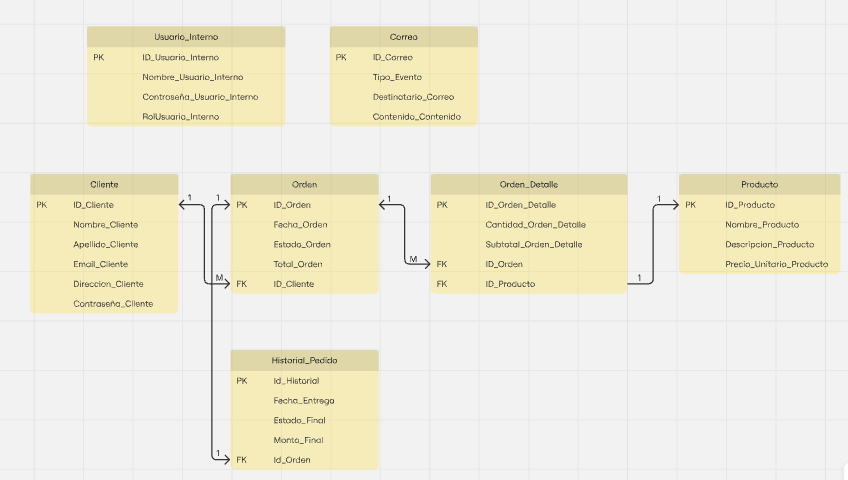 Usuario_Interno
PK ID_Usuario_Interno
Nombre_Usuario_Interno
Contraseña_Usuario_Interno
RolUsuario_Interno
Correo
PK ID_Correo
Tipo_Evento
Destinatario_Correo
Contenido_Contenido
Cliente
PK ID_Cliente
Nombre_Cliente
Apellido_Cliente
Email_Cliente
Direccion_Cliente
Contraseña_Cliente
1
M
Orden
PK ID_Orden
Fecha_Orden
Estado_Orden
Total_Orden
FK ID_Cliente
1
M
Orden_Detalle
PK ID_Orden_Detalle
Cantidad_Orden_Detalle
Subtotal_Orden_Detalle
FK ID_Orden
FK ID_Producto
1
1
Producto
PK ID_Producto
Nombre_Producto
Descripcion_Producto
Precio_Unitario_Producto
1
1
Historial_Pedido
PK Id_Historial
Fecha_Entrega
Estado_Final
Monto_Final
FK Id_Orden